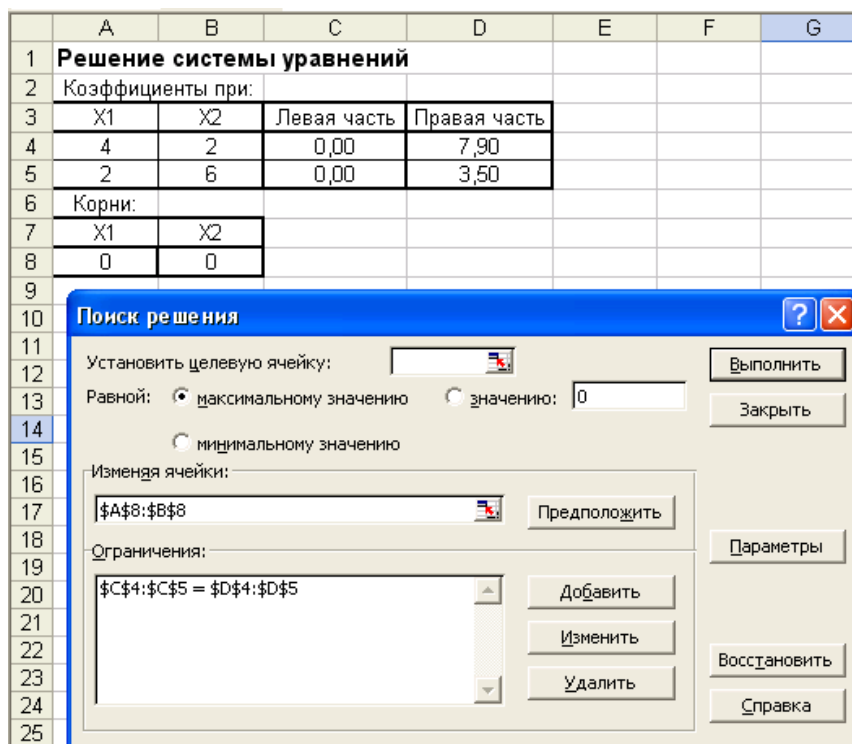 A B C D E F G
1 Решение системы уравнений
2 Коэффициенты при:
3 X1 X2 Левая часть Правая часть
4 4 2 0,00 7,90
5 2 6 0,00 3,50
6 Корни:
7 X1 X2
8 0 0
9
10 Поиск решения ?
11
12 Установить целевую ячейку: Выполнить
13 Равной: максимальному значению значению: 0 Закрыть
14 минимальному значению
15
16 Изменяя ячейки:
17 $A$8:$B$8 Предположить
18 Параметры
19 Ограничения:
20 $C$4:$C$5 = $D$4:$D$5 Добавить
21
22 Изменить Восстановить
23 Удалить
24 Справка
25